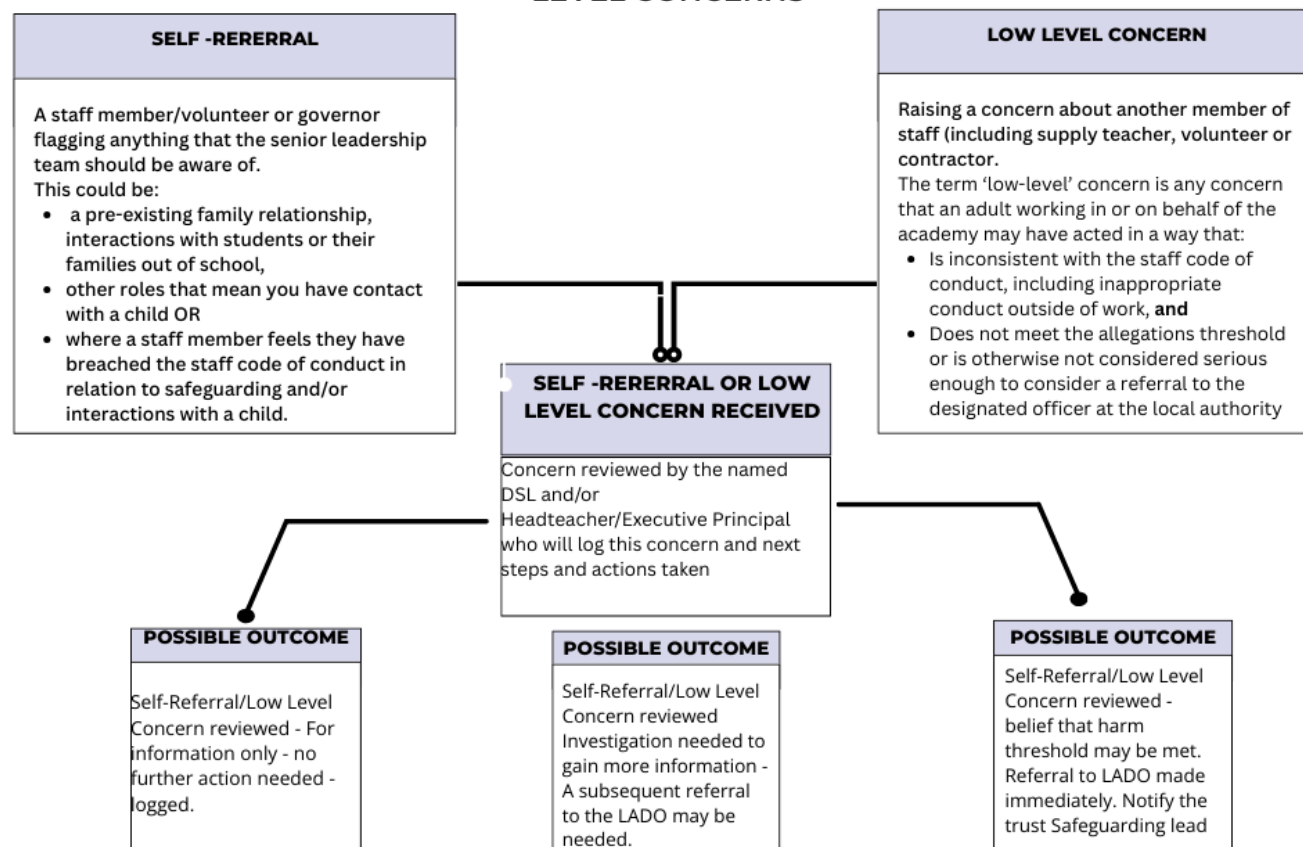 LEVEL CONCERNS
SELF -RERERRAL
A staff member/volunteer or governor
flagging anything that the senior leadership
team should be aware of.
This could be:
• a pre-existing family relationship,
interactions with students or their
families out of school,
• other roles that mean you have contact
with a child OR
• where a staff member feels they have
breached the staff code of conduct in
relation to safeguarding and/or
interactions with a child.
LOW LEVEL CONCERN
Raising a concern about another member of
staff (including supply teacher, volunteer or
contractor.
The term ‘low-level’ concern is any concern
that an adult working in or on behalf of the
academy may have acted in a way that:
• Is inconsistent with the staff code of
conduct, including inappropriate
conduct outside of work, and
• Does not meet the allegations threshold
or is otherwise not considered serious
enough to consider a referral to the
designated officer at the local authority
SELF -RERERRAL OR LOW
LEVEL CONCERN RECEIVED
Concern reviewed by the named
DSL and/or
Headteacher/Executive Principal
who will log this concern and next
steps and actions taken
POSSIBLE OUTCOME
Self-Referral/Low Level
Concern reviewed - For
information only - no
further action needed -
logged.
POSSIBLE OUTCOME
Self-Referral/Low Level
Concern reviewed
Investigation needed to
gain more information -
A subsequent referral
to the LADO may be
needed.
POSSIBLE OUTCOME
Self-Referral/Low Level
Concern reviewed -
belief that harm
threshold may be met.
Referral to LADO made
immediately. Notify the
trust Safeguarding lead